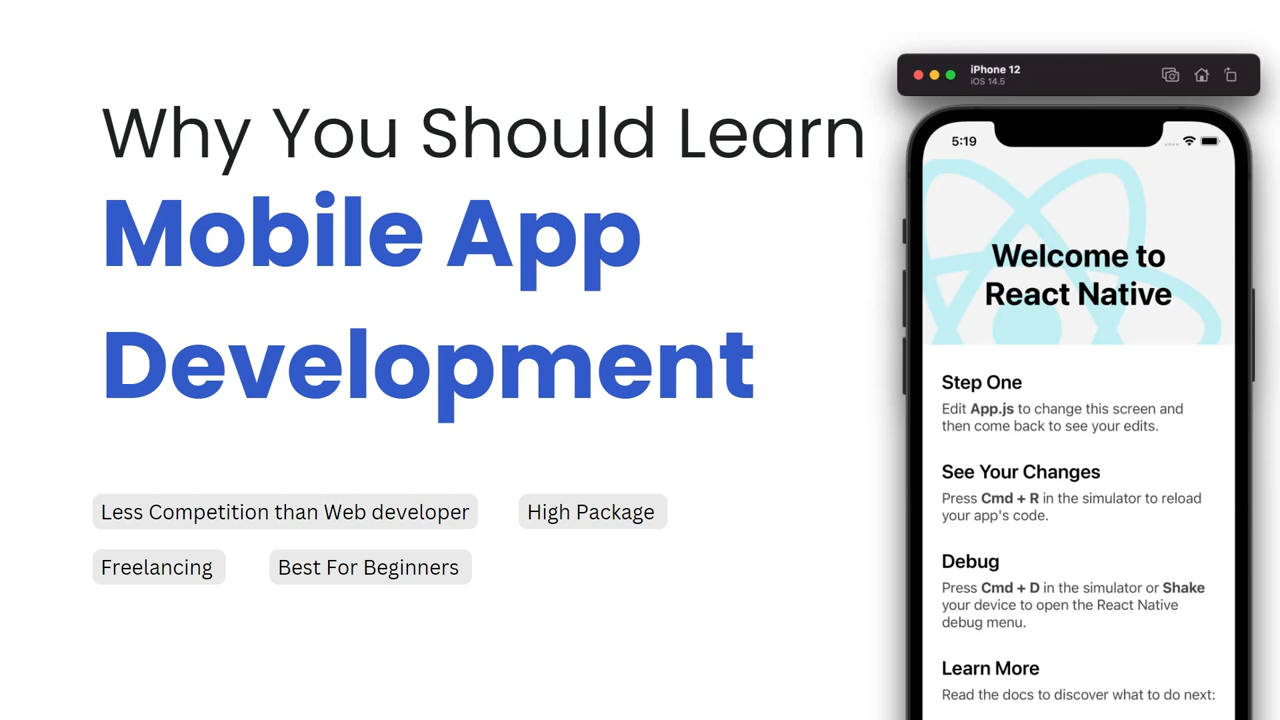 Why You Should Learn
Mobile App
Development
Less Competition than Web developer
High Package
Freelancing
Best For Beginners
iPhone 12
iOS 14.5
5:19
Welcome to
React Native
Step One
Edit App.js to change this screen and
then come back to see your edits.
See Your Changes
Press Cmd + R in the simulator to reload
your app's code.
Debug
Press Cmd + D in the simulator or Shake
your device to open the React Native
debug menu.
Learn More
Read the docs to discover what to do next: